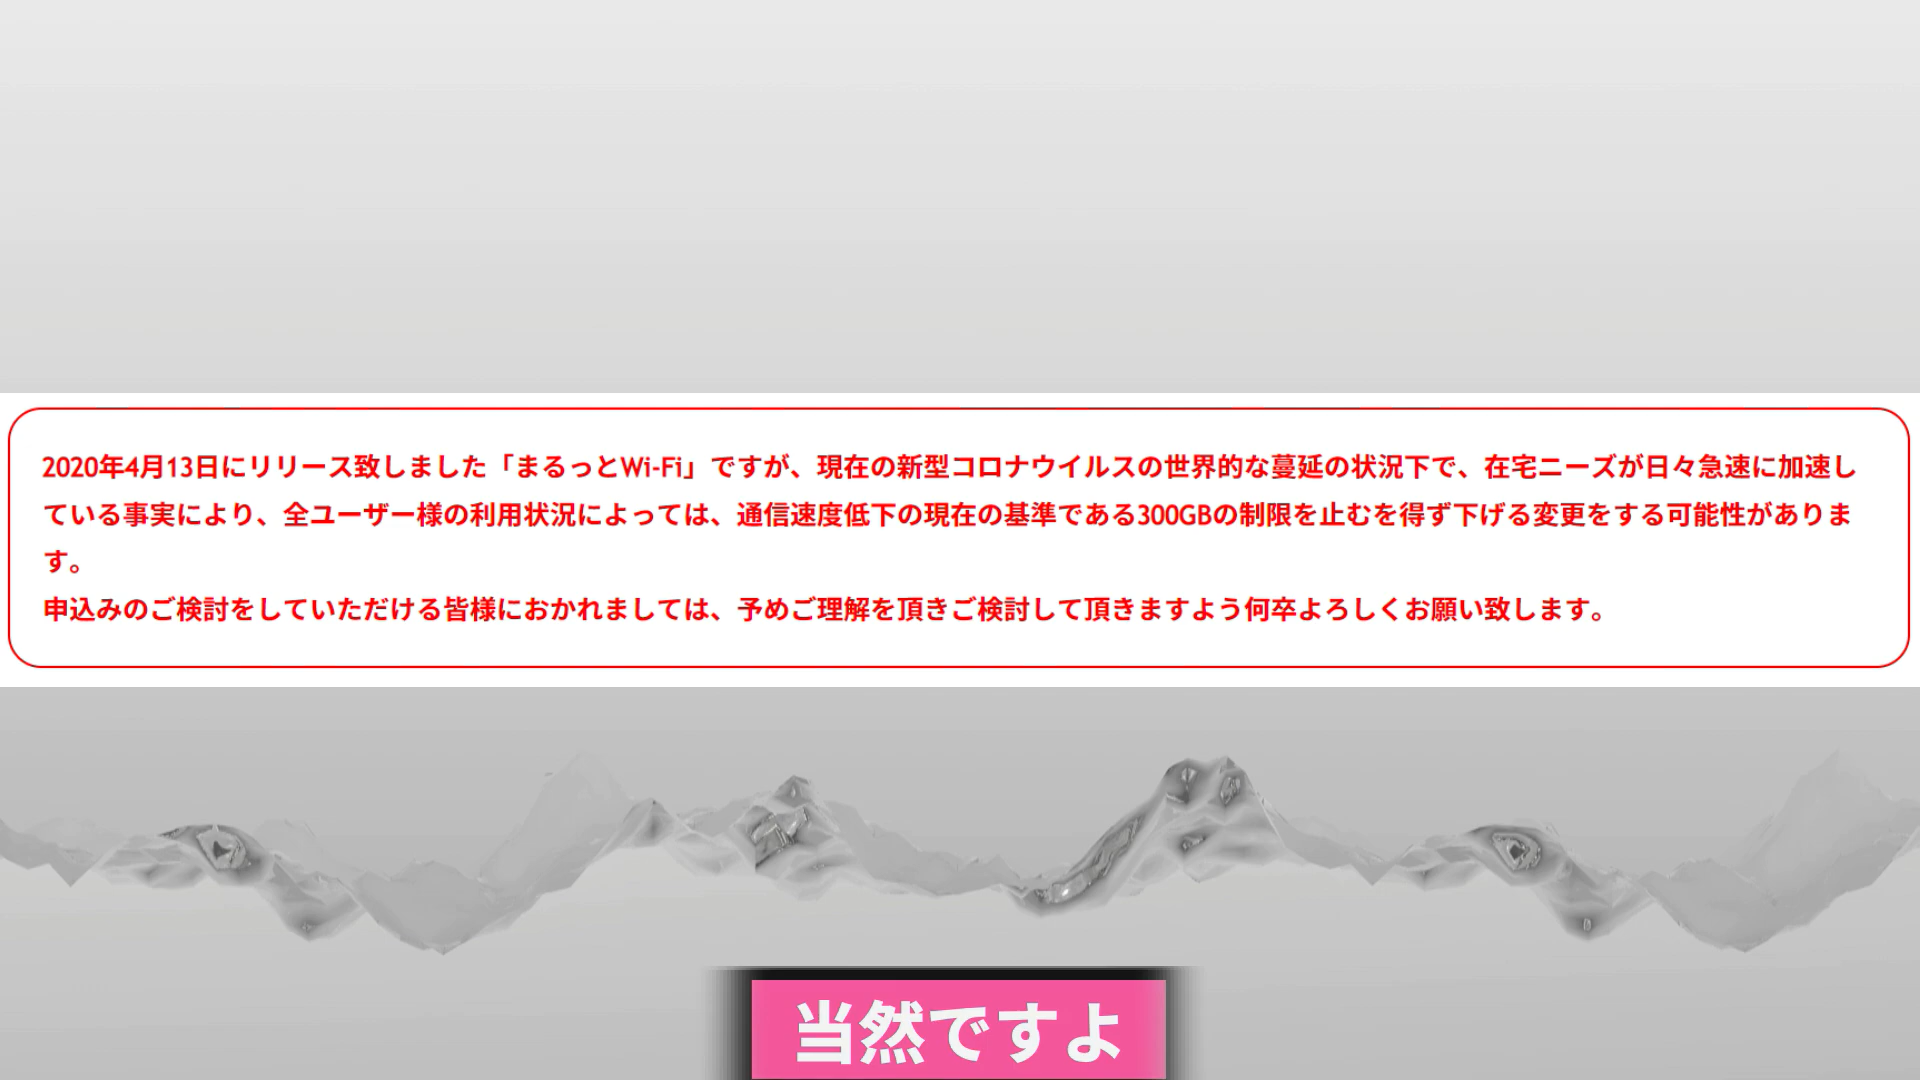 2020年4月13日にリリース致しました「まるっとWi-Fi」ですが、現在の新型コロナウイルスの世界的な蔓延の状況下で、在宅ニーズが日々急速に加速し
ている事実により、全ユーザー様の利用状況によっては、通信速度低下の現在の基準である300GBの制限を止むを得ず下げる変更をする可能性がありま
す。
申込みのご検討をしていただける皆様におかれましては、予めご理解を頂きご検討して頂きますよう何卒よろしくお願い致します。
当然ですよ